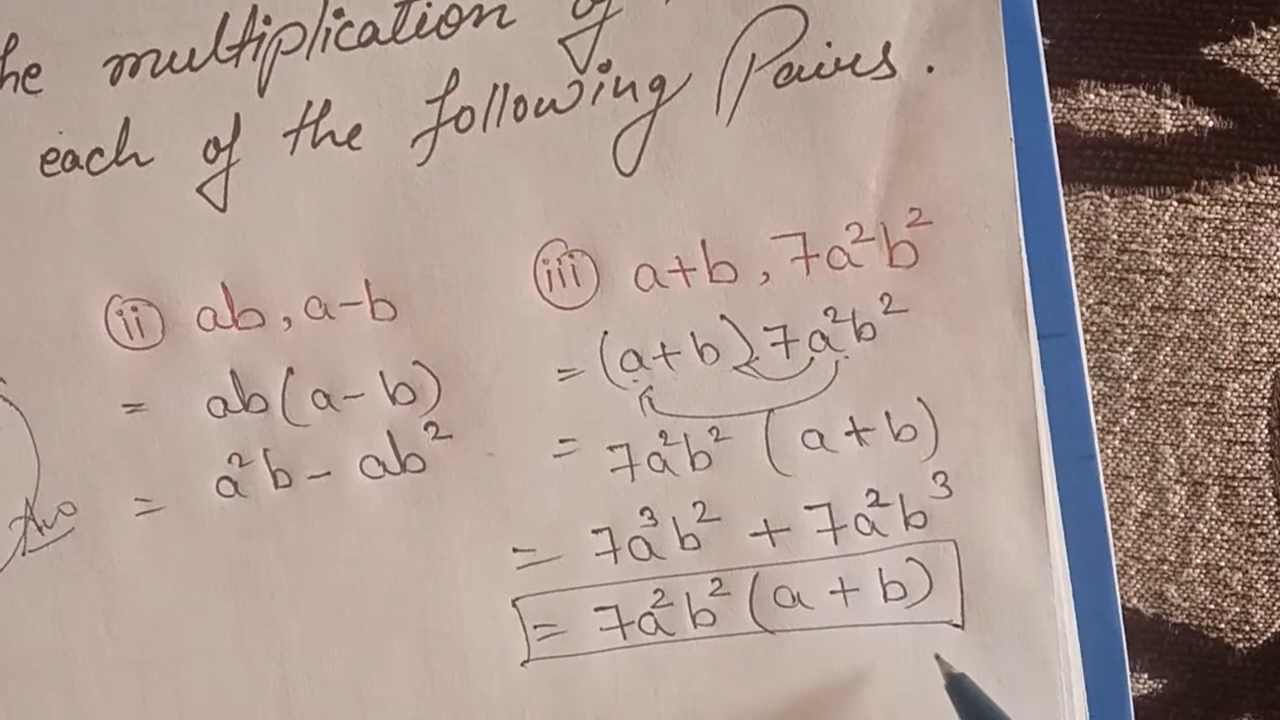 he multiplication of
each of the following Pairs.
(ii) ab, a-b
= ab(a-b)
= a²b - ab²
Ans
(iii) a+b, 7a²b²
= (a+b) 7a²b²
= 7a²b² (a+b)
= 7a³b² + 7a²b³
= 7a²b² (a+b)